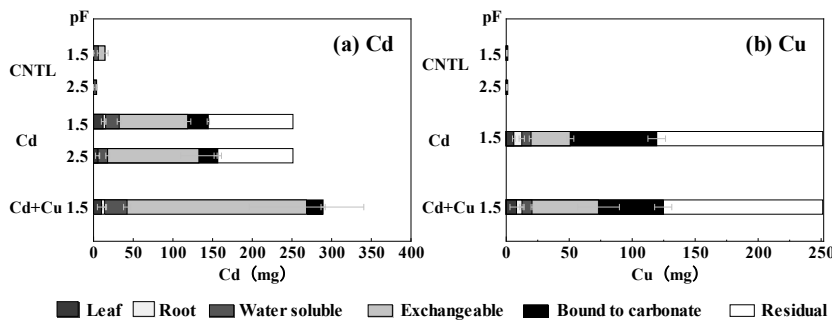 pF
(a) Cd
CNTL
1.5
2.5
Cd
1.5
2.5
Cd+Cu 1.5
0 50 100 150 200 250 300 350 400
Cd (mg)
pF
(b) Cu
CNTL
1.5
2.5
Cd
1.5
Cd+Cu 1.5
0 50 100 150 200 250
Cu (mg)
Leaf Root Water soluble Exchangeable Bound to carbonate Residual